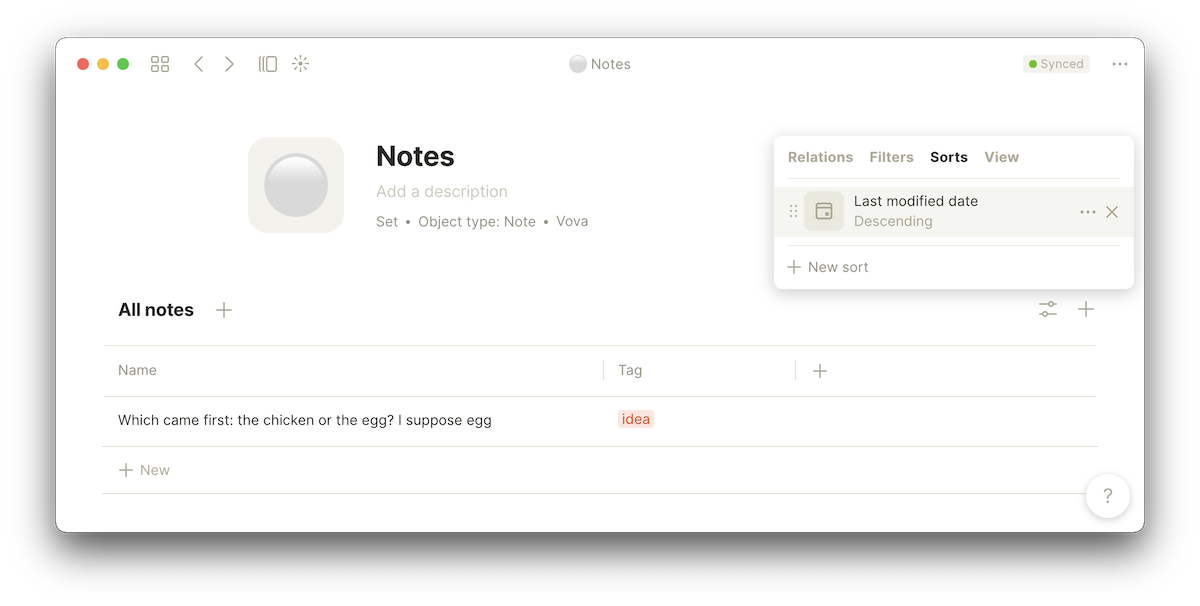 Notes
Synced
Notes
Add a description
Set • Object type: Note • Vova
Relations Filters Sorts View
Last modified date
Descending
+ New sort
All notes +
Name Tag +
Which came first: the chicken or the egg? I suppose egg idea
+ New
?